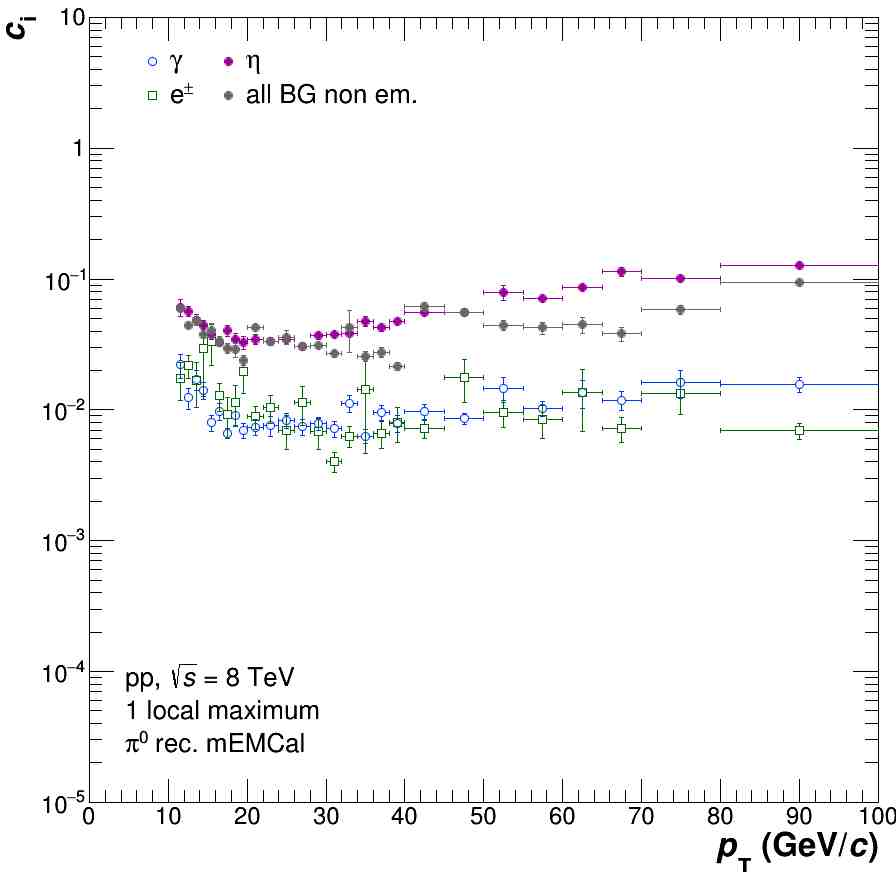 c_i
10
1
10⁻¹
10⁻²
10⁻³
10⁻⁴
10⁻⁵
γ η
e± all BG non em.
pp, √s = 8 TeV
1 local maximum
π⁰ rec. mEMCal
0 10 20 30 40 50 60 70 80 90 100
p_T (GeV/c)